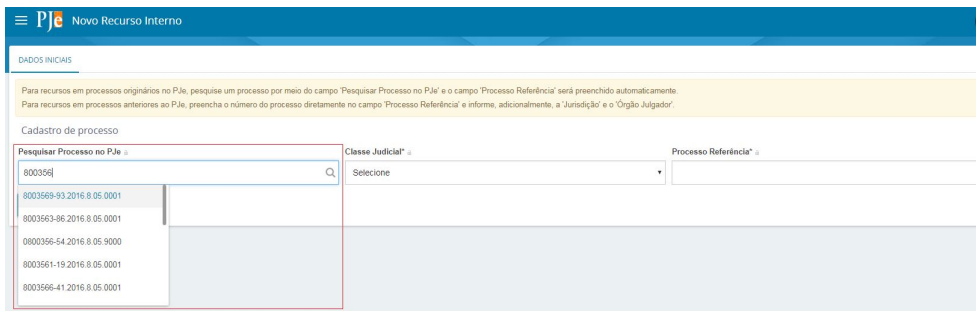 PJe Novo Recurso Interno
DADOS INICIAIS
Para recursos em processos originários no PJe, pesquise um processo por meio do campo 'Pesquisar Processo no PJe' e o campo 'Processo Referência' será preenchido automaticamente.
Para recursos em processos anteriores ao PJe, preencha o número do processo diretamente no campo 'Processo Referência' e informe, adicionalmente, a 'Jurisdição' e o 'Órgão Julgador'.
Cadastro de processo
Pesquisar Processo no PJe Classe Judicial* Processo Referência*
800356 Selecione
8003569-93.2016.8.05.0001
8003563-86.2016.8.05.0001
0800356-54.2016.8.05.9000
8003561-19.2016.8.05.0001
8003566-41.2016.8.05.0001